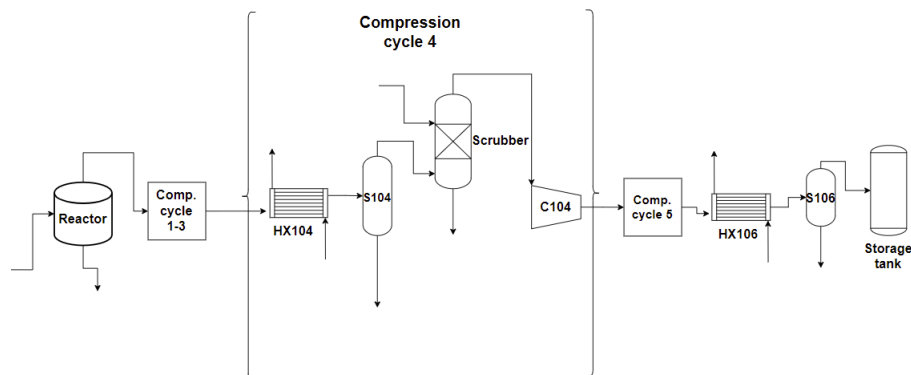 Compression
cycle 4
Scrubber
Comp.
cycle
1-3
S104
Reactor
HX104
C104
Comp.
cycle 5
S106
HX106
Storage
tank